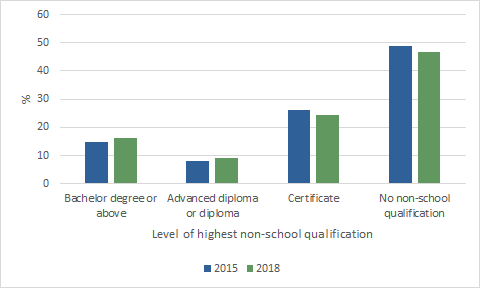 60
50
40
30
20
10
0
%
Bachelor degree or
above
Advanced diploma
or diploma
Certificate
No non-school
qualification
Level of highest non-school qualification
2015 2018